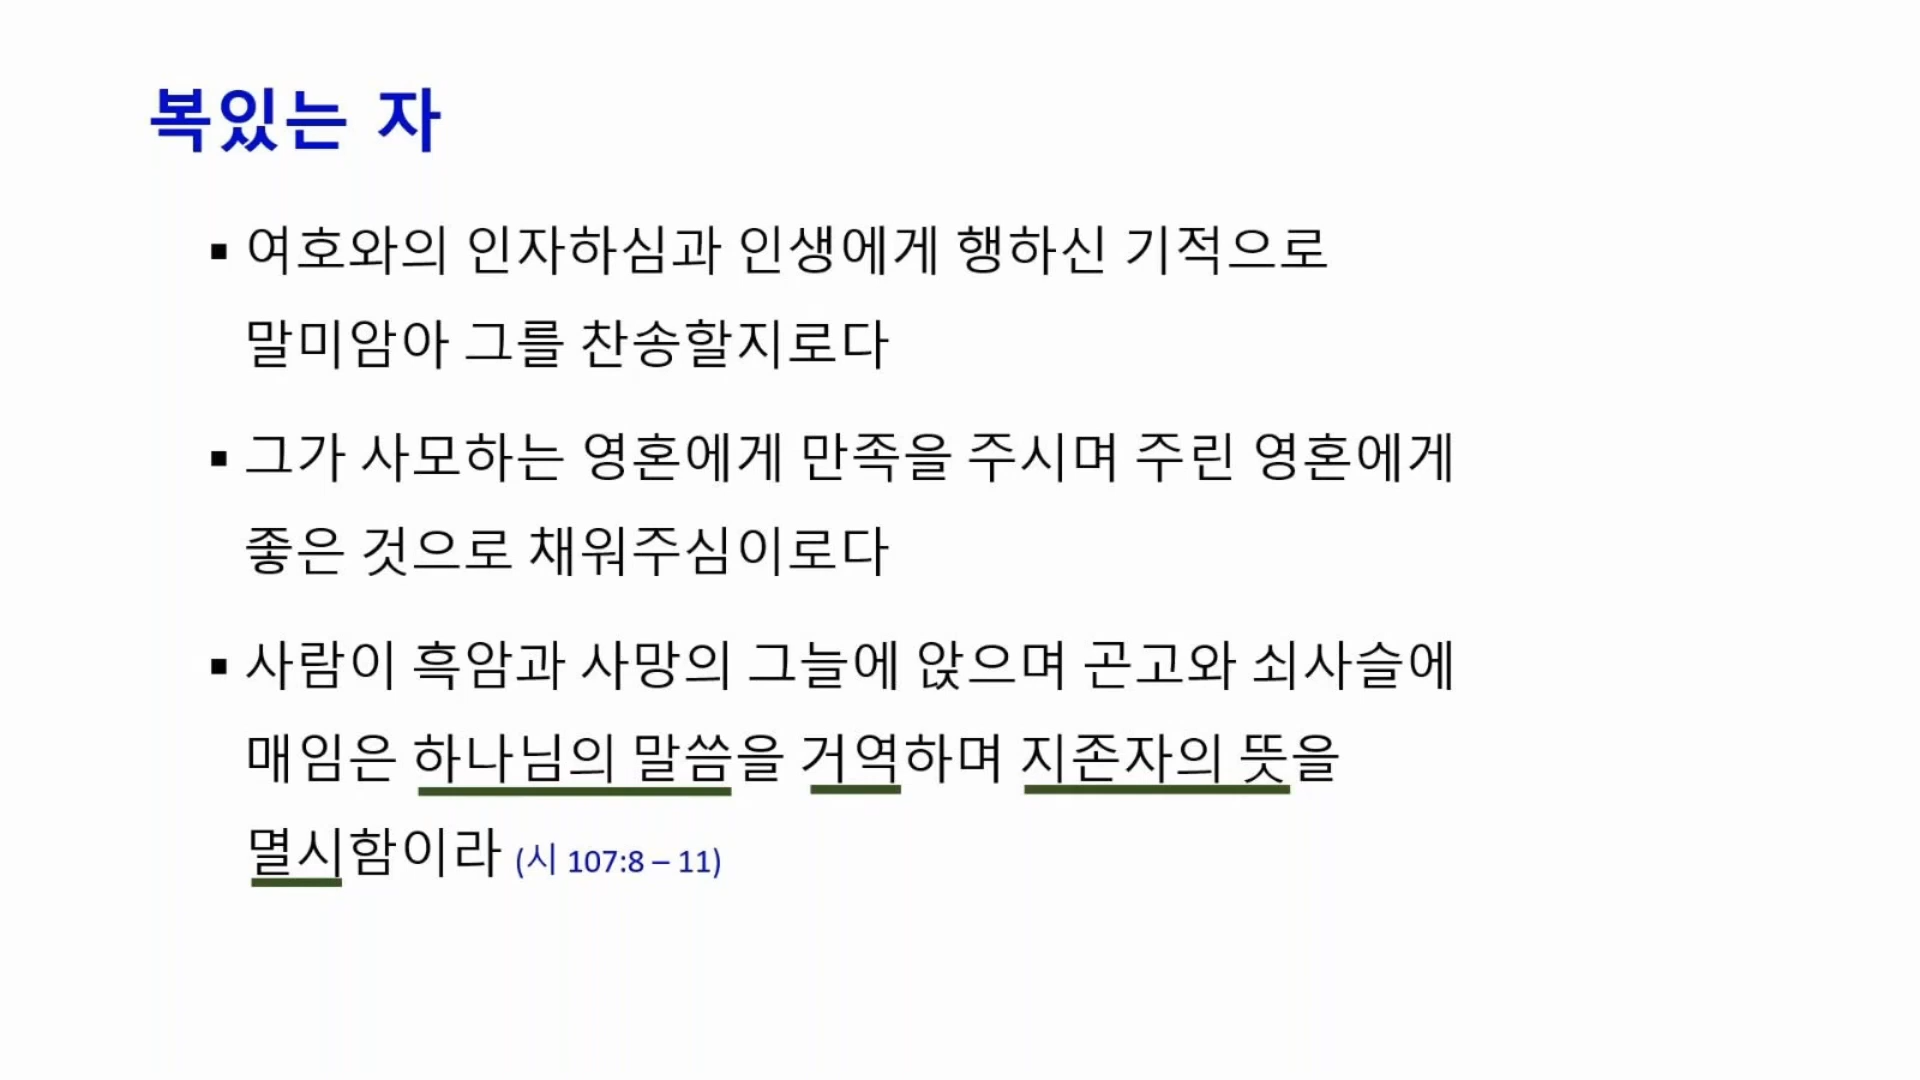 복있는 자
▪ 여호와의 인자하심과 인생에게 행하신 기적으로
말미암아 그를 찬송할지로다
▪ 그가 사모하는 영혼에게 만족을 주시며 주린 영혼에게
좋은 것으로 채워주심이로다
▪ 사람이 흑암과 사망의 그늘에 앉으며 곤고와 쇠사슬에
매임은 하나님의 말씀을 거역하며 지존자의 뜻을
멸시함이라 (시 107:8 – 11)